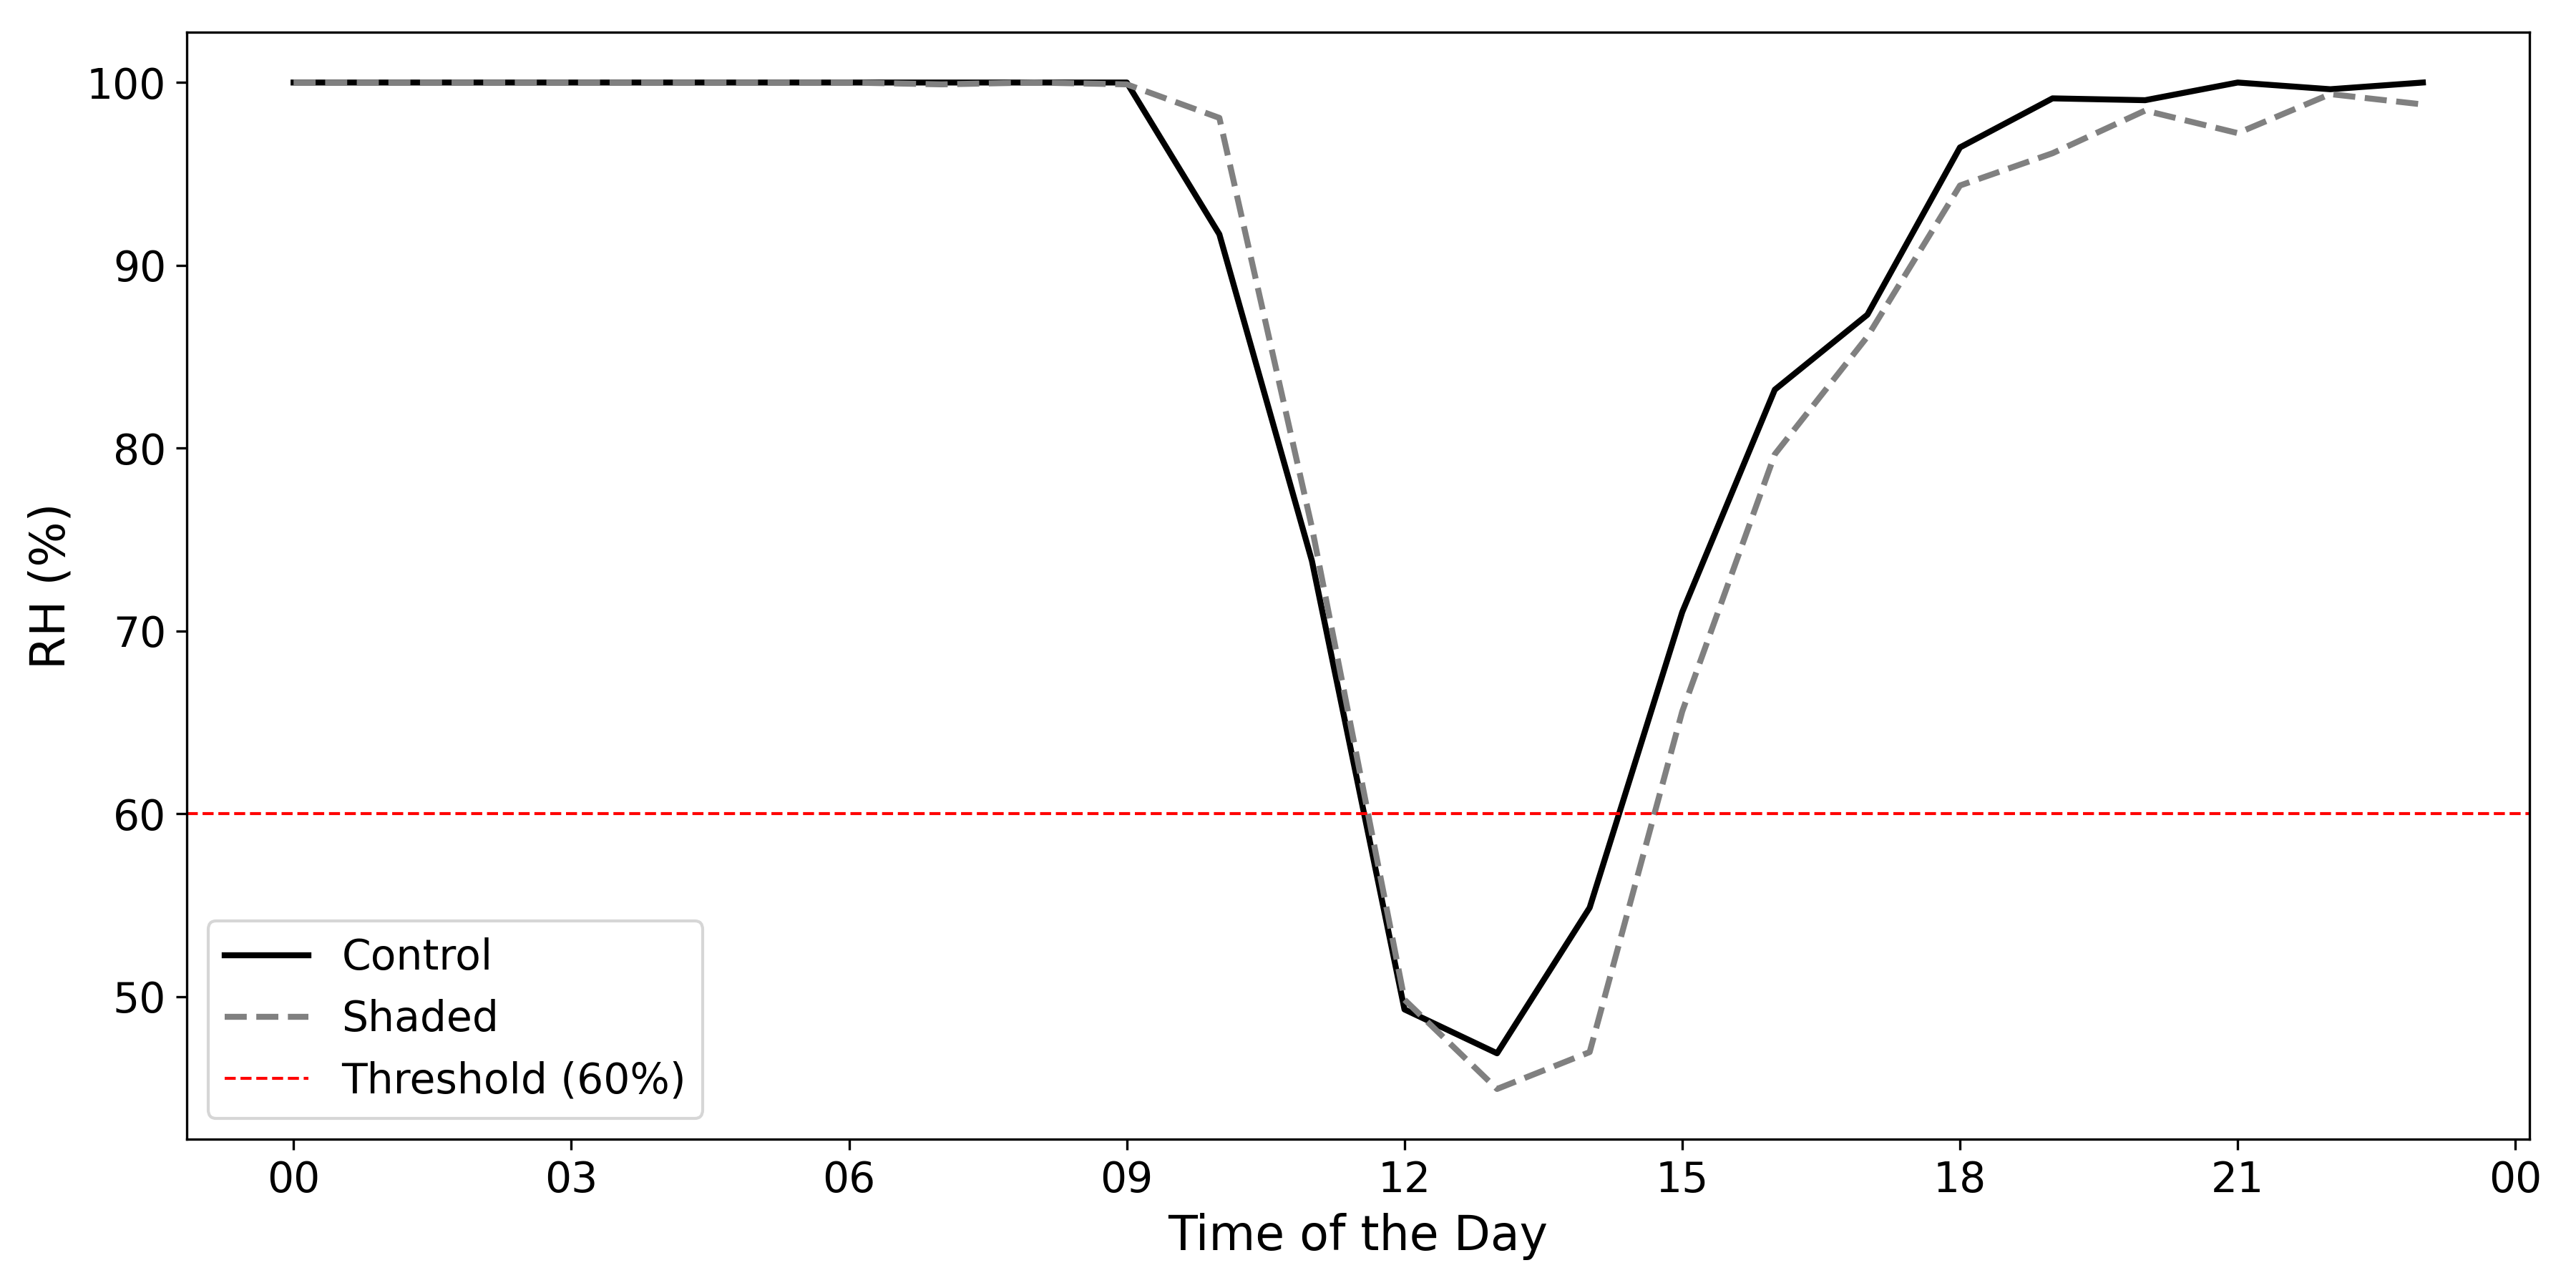 100
90
80
70
60
50
RH (%)
Control
Shaded
Threshold (60%)
00 03 06 09 12 15 18 21 00
Time of the Day